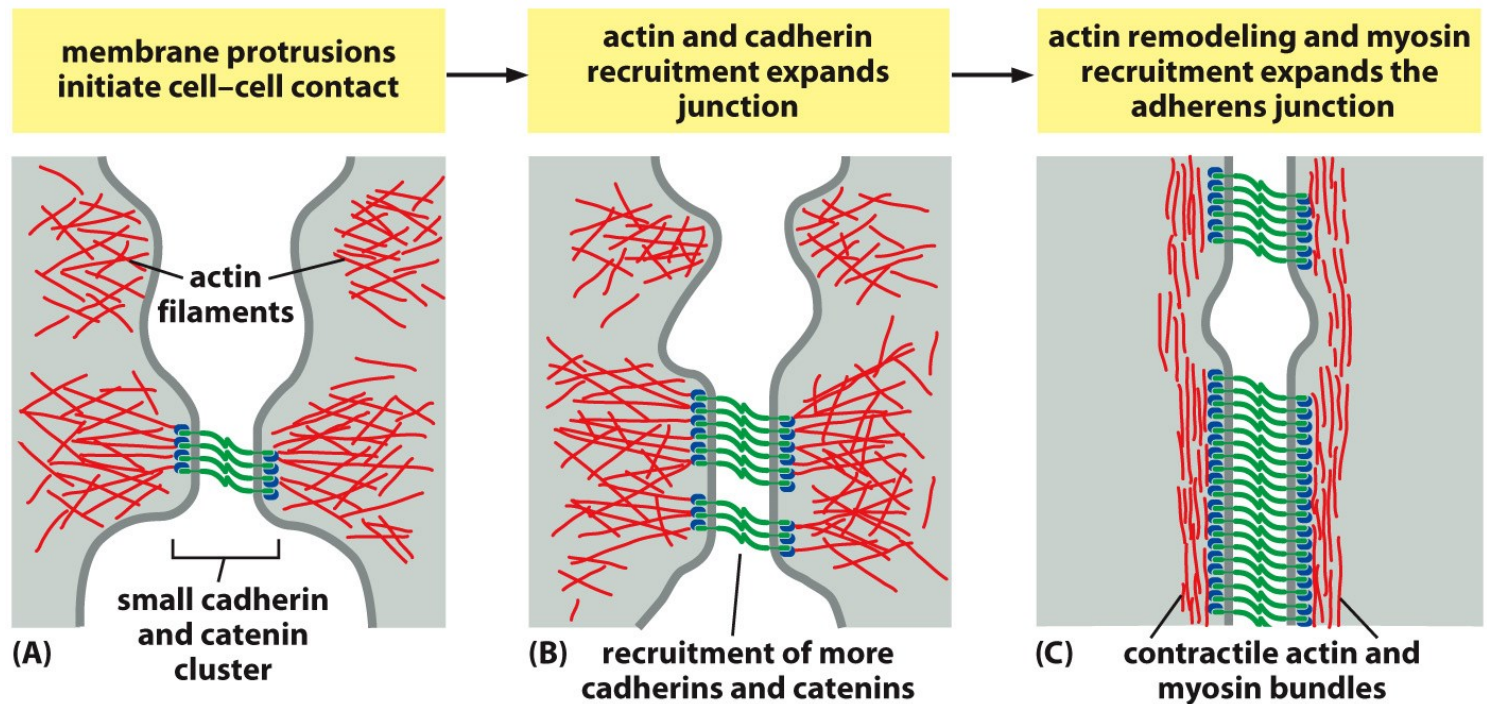 membrane protrusions
initiate cell–cell contact
actin and cadherin
recruitment expands
junction
actin remodeling and myosin
recruitment expands the
adherens junction
actin
filaments
small cadherin
and catenin
cluster
(A)
(B)
recruitment of more
cadherins and catenins
(C)
contractile actin and
myosin bundles